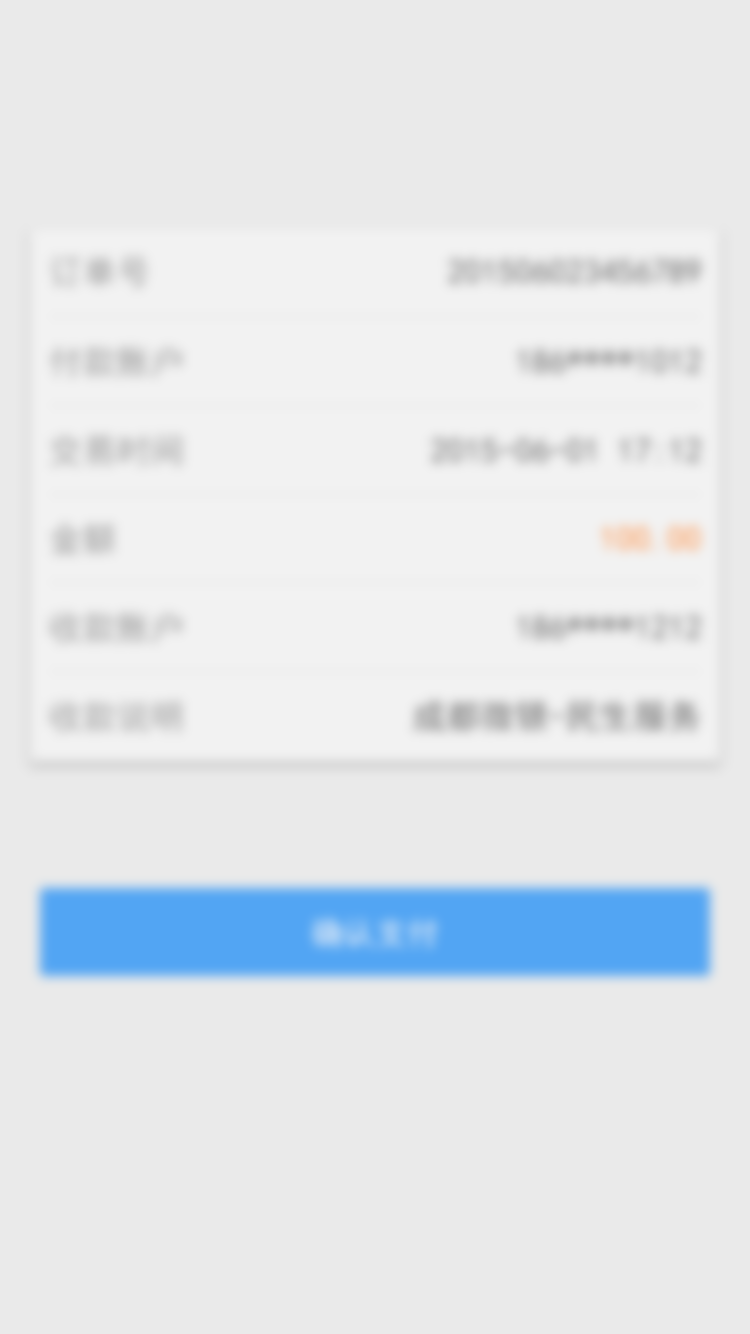 订单号 201506023456789
付款账户 186****1012
交易时间 2015-06-01 17:12
金额 100.00
收款账户 186****1212
收款说明 成都微银-民生服务
确认支付